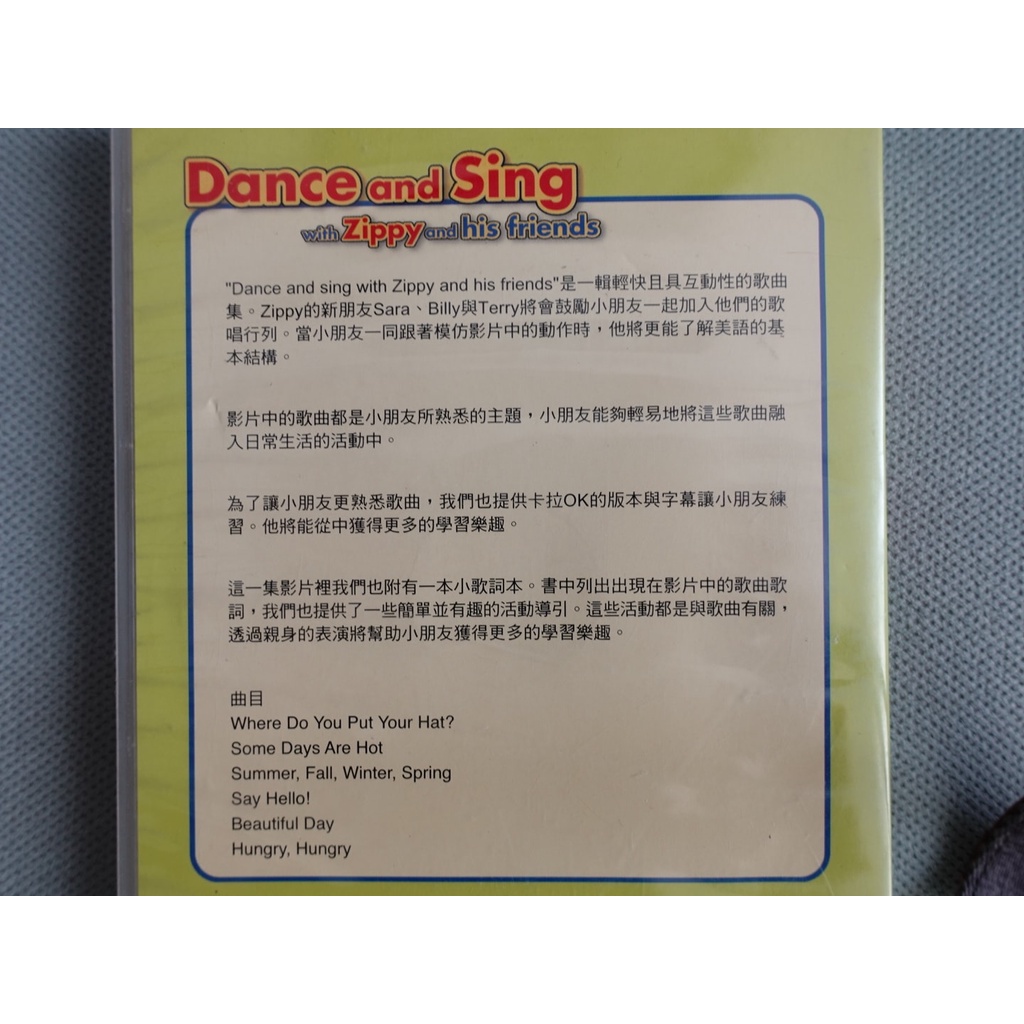 Dance and Sing
with Zippy and his friends
"Dance and sing with Zippy and his friends"是一輯輕快且具互動性的歌曲
集。Zippy的新朋友Sara、Billy與Terry將會鼓勵小朋友一起加入他們的歌
唱行列。當小朋友一同跟著模仿影片中的動作時，他將更能了解美語的基
本結構。
影片中的歌曲都是小朋友所熟悉的主題，小朋友能夠輕易地將這些歌曲融
入日常生活的活動中。
為了讓小朋友更熟悉歌曲，我們也提供卡拉OK的版本與字幕讓小朋友練
習。他將能從中獲得更多的學習樂趣。
這一集影片裡我們也附有一本小歌詞本。書中列出出現在影片中的歌曲歌
詞，我們也提供了一些簡單並有趣的活動導引。這些活動都是與歌曲有關，
透過親身的表演將幫助小朋友獲得更多的學習樂趣。
曲目
Where Do You Put Your Hat?
Some Days Are Hot
Summer, Fall, Winter, Spring
Say Hello!
Beautiful Day
Hungry, Hungry